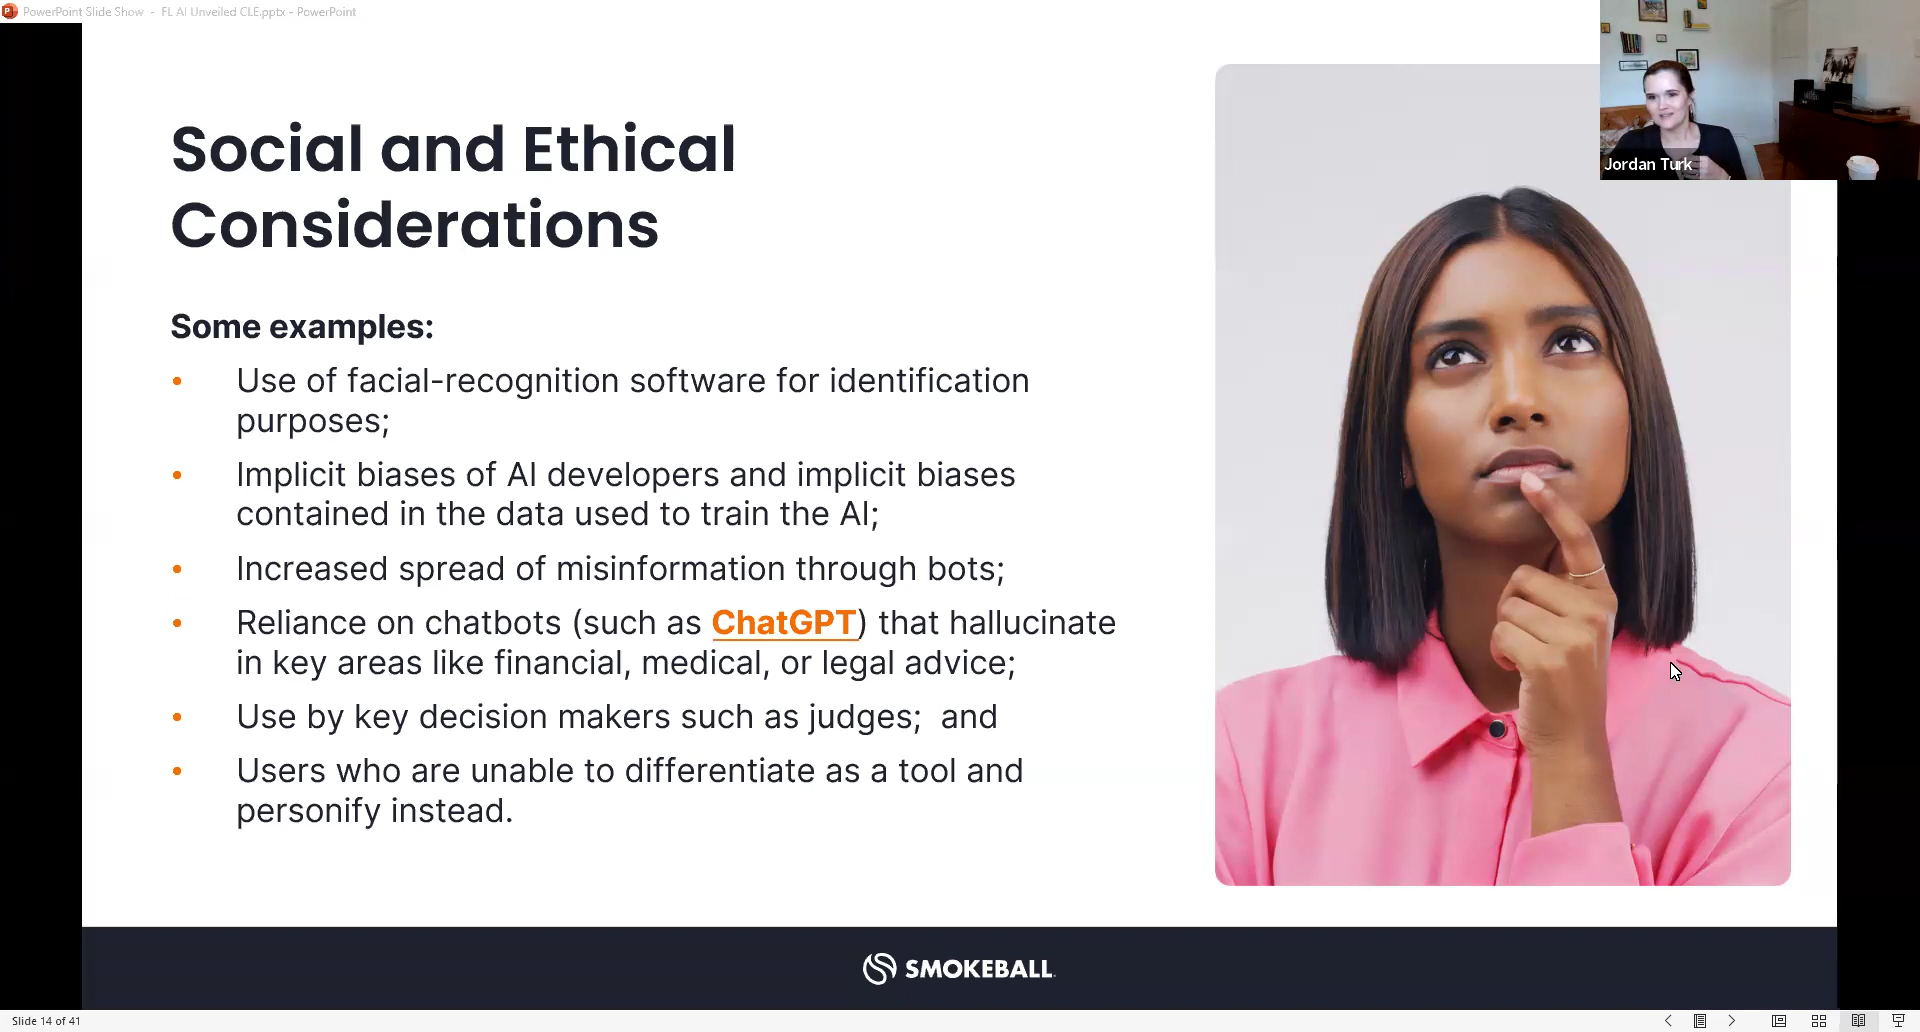 PowerPoint Slide Show - FL AI Unveiled CLE.pptx - PowerPoint
Jordan Turk
Social and Ethical
Considerations
Some examples:
• Use of facial-recognition software for identification
purposes;
• Implicit biases of AI developers and implicit biases
contained in the data used to train the AI;
• Increased spread of misinformation through bots;
• Reliance on chatbots (such as ChatGPT) that hallucinate
in key areas like financial, medical, or legal advice;
• Use by key decision makers such as judges;  and
• Users who are unable to differentiate as a tool and
personify instead.
SMOKEBALL
Slide 14 of 41